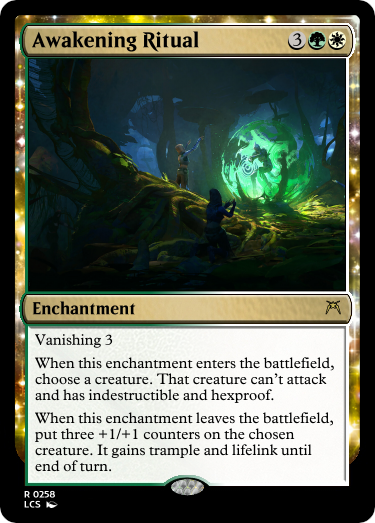 Awakening Ritual 3
Enchantment
Vanishing 3
When this enchantment enters the battlefield,
choose a creature. That creature can't attack
and has indestructible and hexproof.
When this enchantment leaves the battlefield,
put three +1/+1 counters on the chosen
creature. It gains trample and lifelink until
end of turn.
R 0258
LCS